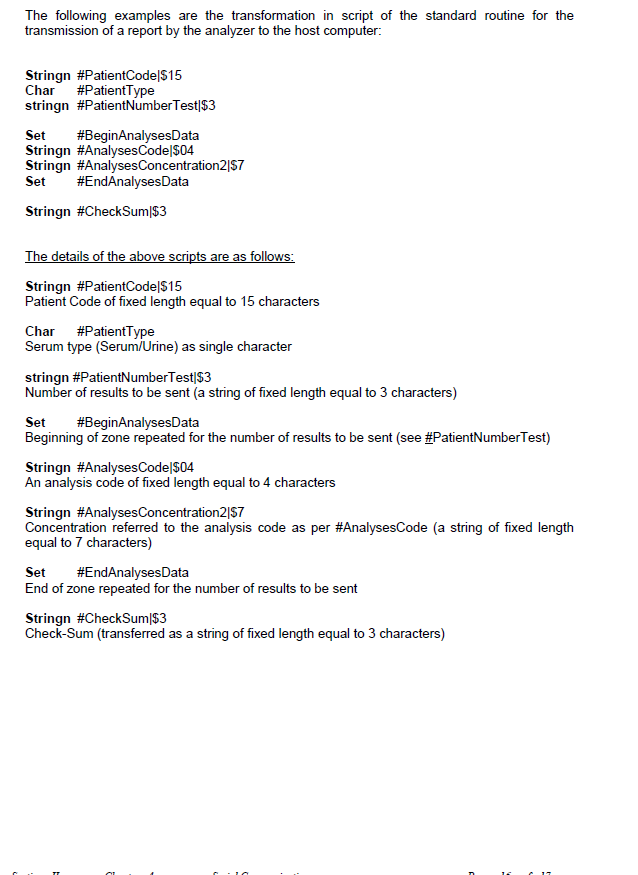 The following examples are the transformation in script of the standard routine for the
transmission of a report by the analyzer to the host computer:
Stringn #PatientCode|$15
Char #PatientType
stringn #PatientNumberTest|$3
Set #BeginAnalysesData
Stringn #AnalysesCode|$04
Stringn #AnalysesConcentration2|$7
Set #EndAnalysesData
Stringn #CheckSum|$3
The details of the above scripts are as follows:
Stringn #PatientCode|$15
Patient Code of fixed length equal to 15 characters
Char #PatientType
Serum type (Serum/Urine) as single character
stringn #PatientNumberTest|$3
Number of results to be sent (a string of fixed length equal to 3 characters)
Set #BeginAnalysesData
Beginning of zone repeated for the number of results to be sent (see #PatientNumberTest)
Stringn #AnalysesCode|$04
An analysis code of fixed length equal to 4 characters
Stringn #AnalysesConcentration2|$7
Concentration referred to the analysis code as per #AnalysesCode (a string of fixed length
equal to 7 characters)
Set #EndAnalysesData
End of zone repeated for the number of results to be sent
Stringn #CheckSum|$3
Check-Sum (transferred as a string of fixed length equal to 3 characters)